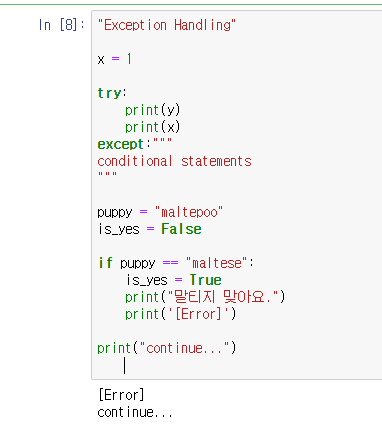 In [8]:
"Exception Handling"
x = 1
try:
    print(y)
    print(x)
except:"""
conditional statements
"""
puppy = "maltepoo"
is_yes = False
if puppy == "maltese":
    is_yes = True
    print("말티지 맞아요.")
    print('[Error]')
print("continue...")
[Error]
continue...